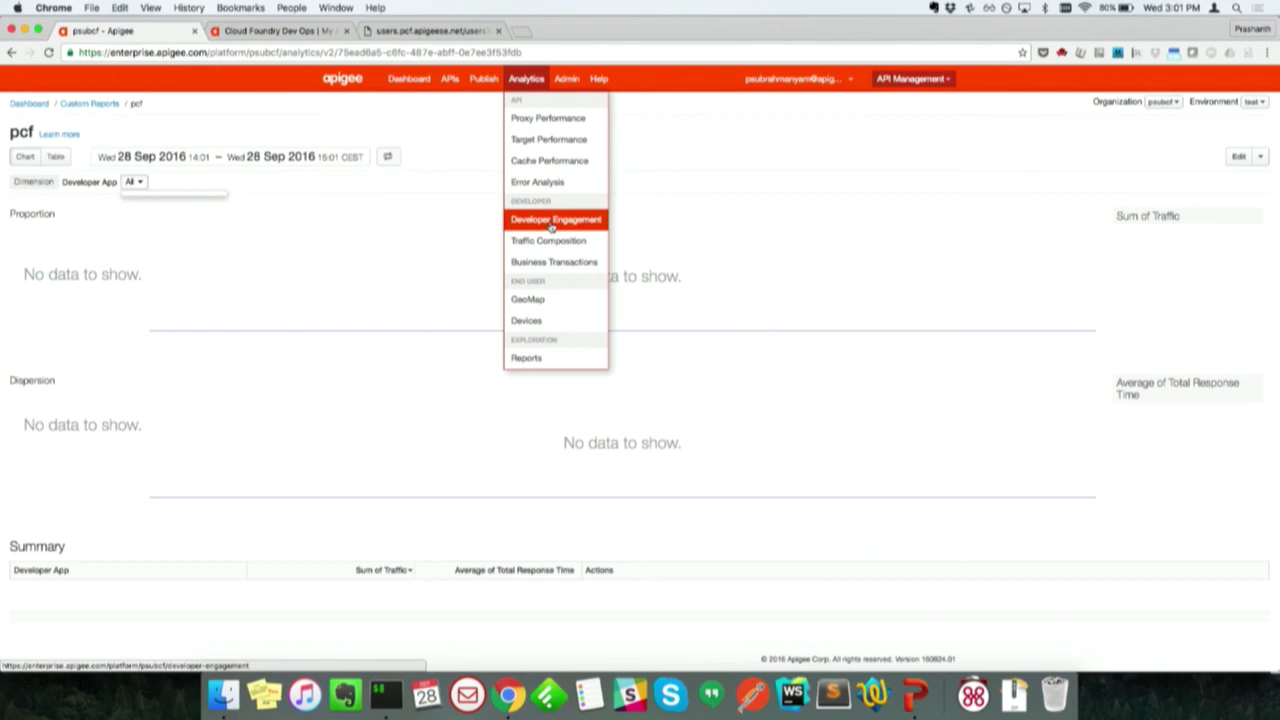 Chrome File Edit View History Bookmarks People Window Help 80% Wed 3:01 PM
psubcf - Apigee × Cloud Foundry Dev Ops | My A × users.pcf.apigeese.net/users × Prashanth
https://enterprise.apigee.com/platform/psubcf/analytics/v2/75ead6a5-c6fc-487e-abff-0e7ee3f53fdb
apigee Dashboard APIs Publish Analytics Admin Help psubrahmanyam@apig... API Management
Dashboard / Custom Reports / pcf Organization psubcf Environment test
pcf Learn more
Chart Table Wed 28 Sep 2016 14:01 – Wed 28 Sep 2016 15:01 CEST Edit
Dimension Developer App All
API
Proxy Performance
Target Performance
Cache Performance
Error Analysis
DEVELOPER
Developer Engagement
Traffic Composition
Business Transactions
END USER
GeoMap
Devices
EXPLORATION
Reports
Proportion Sum of Traffic
No data to show. a to show.
Dispersion Average of Total Response Time
No data to show. No data to show.
Summary
Developer App Sum of Traffic Average of Total Response Time Actions
© 2016 Apigee Corp. All rights reserved. Version 160824.01
https://enterprise.apigee.com/platform/psubcf/developer-engagement
SEP
28
WS